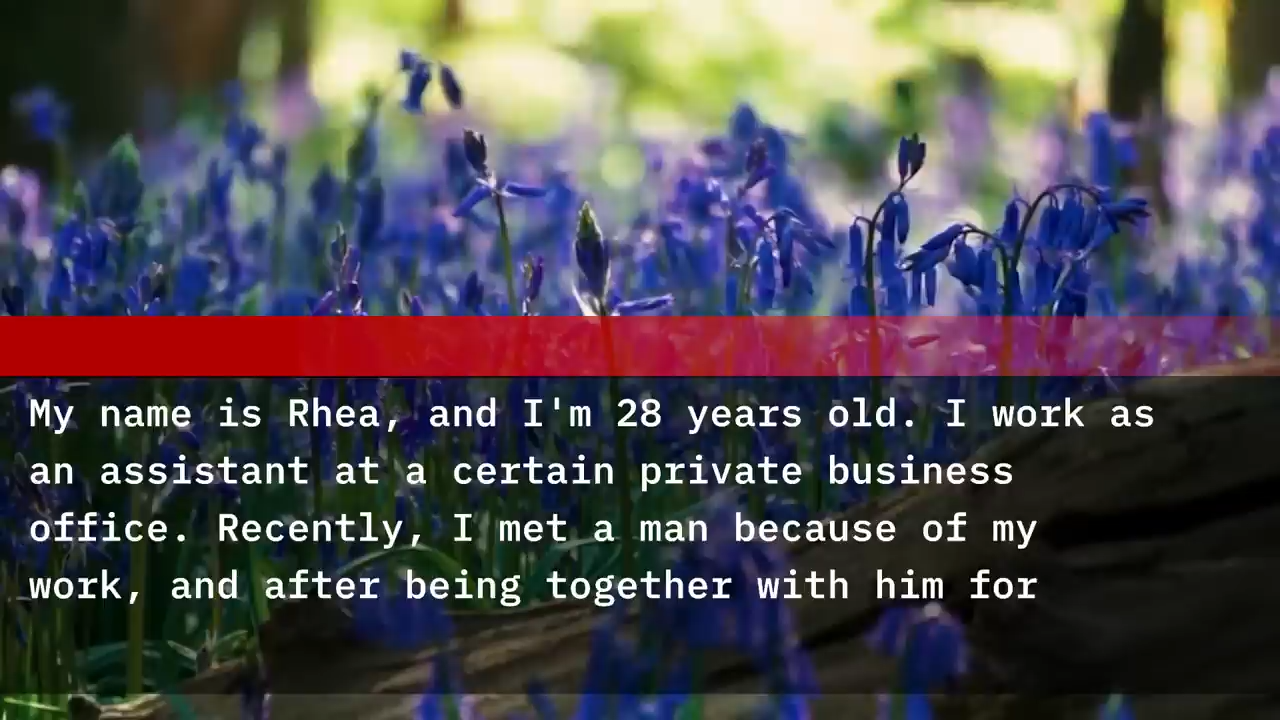 My name is Rhea, and I'm 28 years old. I work as
an assistant at a certain private business
office. Recently, I met a man because of my
work, and after being together with him for